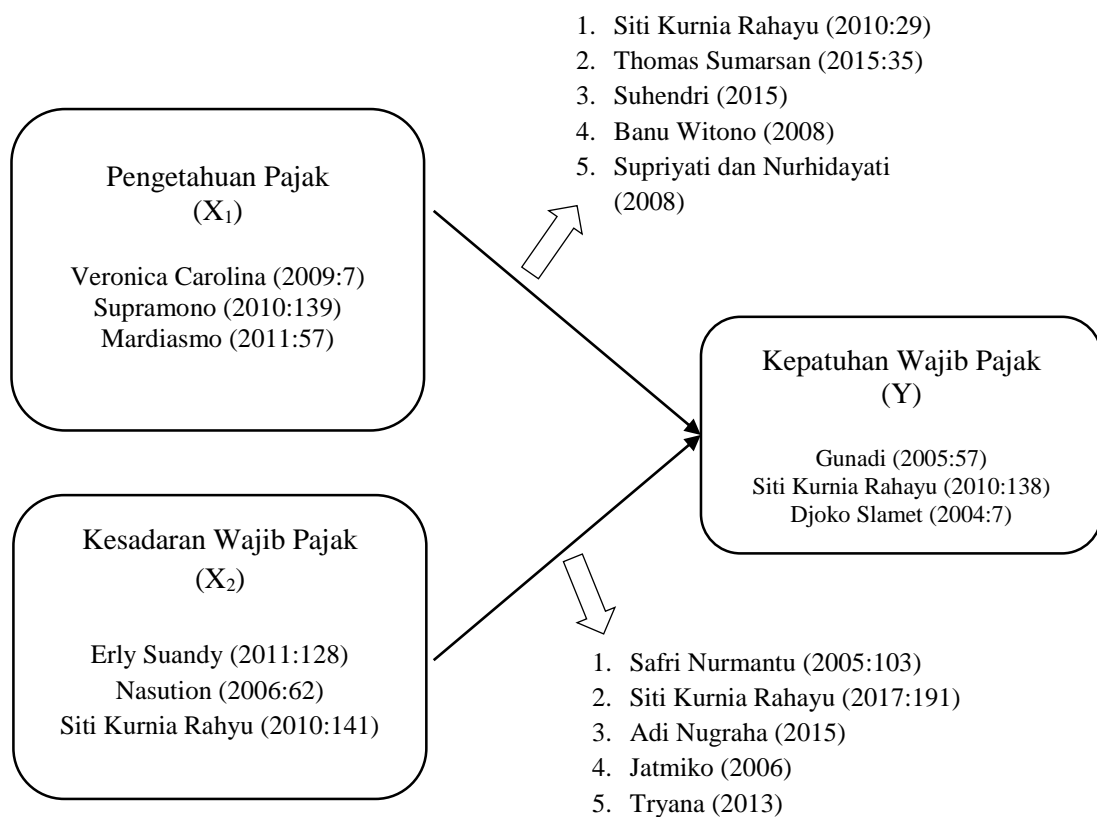 1. Siti Kurnia Rahayu (2010:29)
2. Thomas Sumarsan (2015:35)
3. Suhendri (2015)
4. Banu Witono (2008)
5. Supriyati dan Nurhidayati
(2008)
Pengetahuan Pajak
(X₁)
Veronica Carolina (2009:7)
Supramono (2010:139)
Mardiasmo (2011:57)
Kepatuhan Wajib Pajak
(Y)
Gunadi (2005:57)
Siti Kurnia Rahayu (2010:138)
Djoko Slamet (2004:7)
Kesadaran Wajib Pajak
(X₂)
Erly Suandy (2011:128)
Nasution (2006:62)
Siti Kurnia Rahyu (2010:141)
1. Safri Nurmantu (2005:103)
2. Siti Kurnia Rahayu (2017:191)
3. Adi Nugraha (2015)
4. Jatmiko (2006)
5. Tryana (2013)